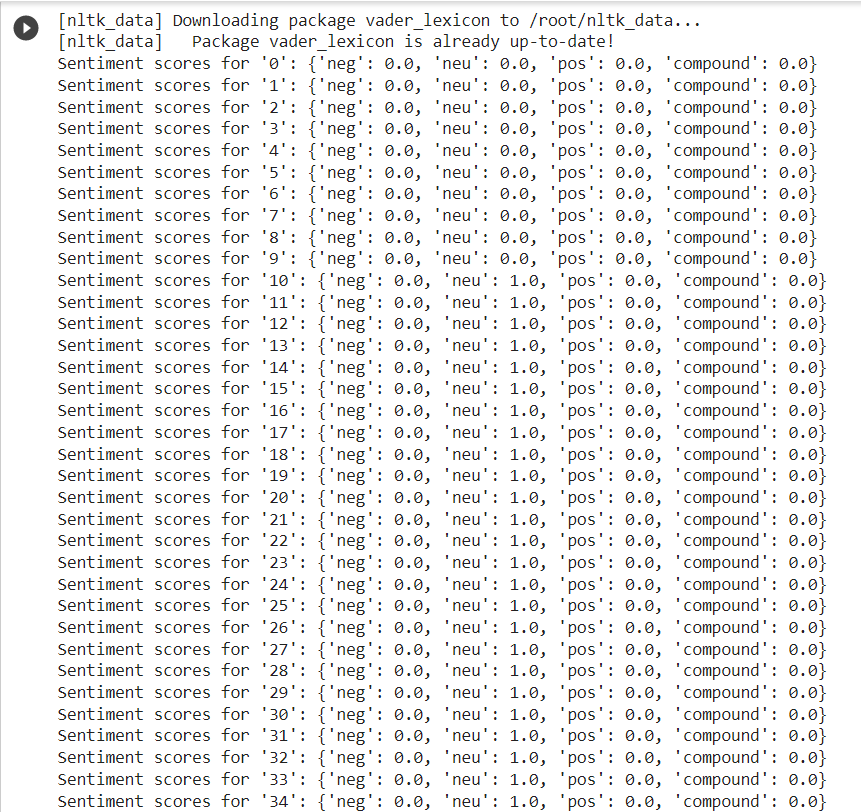 [nltk_data] Downloading package vader_lexicon to /root/nltk_data...
[nltk_data]   Package vader_lexicon is already up-to-date!
Sentiment scores for '0': {'neg': 0.0, 'neu': 0.0, 'pos': 0.0, 'compound': 0.0}
Sentiment scores for '1': {'neg': 0.0, 'neu': 0.0, 'pos': 0.0, 'compound': 0.0}
Sentiment scores for '2': {'neg': 0.0, 'neu': 0.0, 'pos': 0.0, 'compound': 0.0}
Sentiment scores for '3': {'neg': 0.0, 'neu': 0.0, 'pos': 0.0, 'compound': 0.0}
Sentiment scores for '4': {'neg': 0.0, 'neu': 0.0, 'pos': 0.0, 'compound': 0.0}
Sentiment scores for '5': {'neg': 0.0, 'neu': 0.0, 'pos': 0.0, 'compound': 0.0}
Sentiment scores for '6': {'neg': 0.0, 'neu': 0.0, 'pos': 0.0, 'compound': 0.0}
Sentiment scores for '7': {'neg': 0.0, 'neu': 0.0, 'pos': 0.0, 'compound': 0.0}
Sentiment scores for '8': {'neg': 0.0, 'neu': 0.0, 'pos': 0.0, 'compound': 0.0}
Sentiment scores for '9': {'neg': 0.0, 'neu': 0.0, 'pos': 0.0, 'compound': 0.0}
Sentiment scores for '10': {'neg': 0.0, 'neu': 1.0, 'pos': 0.0, 'compound': 0.0}
Sentiment scores for '11': {'neg': 0.0, 'neu': 1.0, 'pos': 0.0, 'compound': 0.0}
Sentiment scores for '12': {'neg': 0.0, 'neu': 1.0, 'pos': 0.0, 'compound': 0.0}
Sentiment scores for '13': {'neg': 0.0, 'neu': 1.0, 'pos': 0.0, 'compound': 0.0}
Sentiment scores for '14': {'neg': 0.0, 'neu': 1.0, 'pos': 0.0, 'compound': 0.0}
Sentiment scores for '15': {'neg': 0.0, 'neu': 1.0, 'pos': 0.0, 'compound': 0.0}
Sentiment scores for '16': {'neg': 0.0, 'neu': 1.0, 'pos': 0.0, 'compound': 0.0}
Sentiment scores for '17': {'neg': 0.0, 'neu': 1.0, 'pos': 0.0, 'compound': 0.0}
Sentiment scores for '18': {'neg': 0.0, 'neu': 1.0, 'pos': 0.0, 'compound': 0.0}
Sentiment scores for '19': {'neg': 0.0, 'neu': 1.0, 'pos': 0.0, 'compound': 0.0}
Sentiment scores for '20': {'neg': 0.0, 'neu': 1.0, 'pos': 0.0, 'compound': 0.0}
Sentiment scores for '21': {'neg': 0.0, 'neu': 1.0, 'pos': 0.0, 'compound': 0.0}
Sentiment scores for '22': {'neg': 0.0, 'neu': 1.0, 'pos': 0.0, 'compound': 0.0}
Sentiment scores for '23': {'neg': 0.0, 'neu': 1.0, 'pos': 0.0, 'compound': 0.0}
Sentiment scores for '24': {'neg': 0.0, 'neu': 1.0, 'pos': 0.0, 'compound': 0.0}
Sentiment scores for '25': {'neg': 0.0, 'neu': 1.0, 'pos': 0.0, 'compound': 0.0}
Sentiment scores for '26': {'neg': 0.0, 'neu': 1.0, 'pos': 0.0, 'compound': 0.0}
Sentiment scores for '27': {'neg': 0.0, 'neu': 1.0, 'pos': 0.0, 'compound': 0.0}
Sentiment scores for '28': {'neg': 0.0, 'neu': 1.0, 'pos': 0.0, 'compound': 0.0}
Sentiment scores for '29': {'neg': 0.0, 'neu': 1.0, 'pos': 0.0, 'compound': 0.0}
Sentiment scores for '30': {'neg': 0.0, 'neu': 1.0, 'pos': 0.0, 'compound': 0.0}
Sentiment scores for '31': {'neg': 0.0, 'neu': 1.0, 'pos': 0.0, 'compound': 0.0}
Sentiment scores for '32': {'neg': 0.0, 'neu': 1.0, 'pos': 0.0, 'compound': 0.0}
Sentiment scores for '33': {'neg': 0.0, 'neu': 1.0, 'pos': 0.0, 'compound': 0.0}
Sentiment scores for '34': {'neg': 0.0, 'neu': 1.0, 'pos': 0.0, 'compound': 0.0}